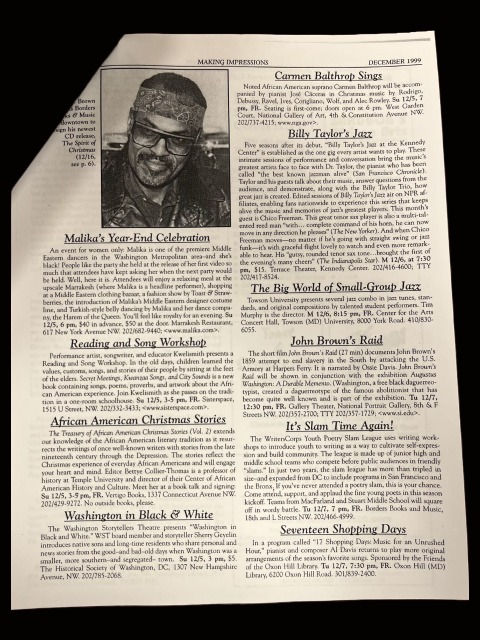 MAKING IMPRESSIONS
DECEMBER 1999
Brown
Borders
& Music
downtown to
sign his newest
CD release,
The Spirit of
Christmas
(12/16,
see p. 6).
Malika's Year-End Celebration
An event for women only: Malika is one of the premiere Middle
Eastern dancers in the Washington Metropolitan area–and she's
black! People like the party she held at the release of her first video so
much that attendees have kept asking her when the next party would
be held. Well, here it is. Attendees will enjoy a relaxing meal at the
upscale Marrakesh (where Malika is a headline performer), shopping
at a Middle Eastern clothing bazaar, a fashion show by Toast & Straw-
berries, the introduction of Malika's Middle Eastern designer costume
line, and Turkish-style belly dancing by Malika and her dance compa-
ny, the Harem of the Queen. You'll feel like royalty for an evening. Su
12/5, 6 pm, $40 in advance, $50 at the door. Marrakesh Restaurant,
617 New York Avenue NW. 202/682-9440; <www.malika.com>.
Reading and Song Workshop
Performance artist, songwriter, and educator Kwelismith presents a
Reading and Song Workshop. In the old days, children learned the
values, customs, songs, and stories of their people by sitting at the feet
of the elders. Secret Meetings, Kwanzaa Songs, and City Sounds is a new
book containing songs, poems, proverbs, and artwork about the Afri-
can American experience. Join Kwelismith as she passes on the tradi-
tion in a one-room schoolhouse. Su 12/5, 3-5 pm, FR. Sisterspace,
1515 U Street, NW. 202/332-3433; <www.sisterspace.com>.
African American Christmas Stories
The Treasury of African American Christmas Stories (Vol. 2) extends
our knowledge of the African American literary tradition as it resur-
rects the writings of once well-known writers with stories from the late
nineteenth century through the Depression. The stories reflect the
Christmas experience of everyday African Americans and will engage
your heart and mind. Editor Bettye Collier-Thomas is a professor of
history at Temple University and director of their Center of African
American History and Culture. Meet her at a book talk and signing:
Su 12/5, 3-5 pm, FR. Vertigo Books, 1337 Connecticut Avenue NW.
202/429-9272. No outside books, please.
Washington in Black & White
The Washington Storytellers Theatre presents "Washington in
Black and White." WST board member and storyteller Sherry Geyelin
introduces native sons and long-time residents who share personal and
news stories from the good–and bad–old days when Washington was a
smaller, more southern–and segregated– town. Su 12/5, 3 pm, $5.
The Historical Society of Washington, DC, 1307 New Hampshire
Avenue, NW. 202/785-2068.
Carmen Balthrop Sings
Noted African American soprano Carmen Balthrop will be accom-
panied by pianist José Cáceras in Christmas music by Rodrigo,
Debussy, Ravel, Ives, Corigliano, Wolf, and Alec Rowley. Su 12/5, 7
pm, FR. Seating is first-come; doors open at 6 pm. West Garden
Court, National Gallery of Art, 4th & Constitution Avenue NW.
202/737-4215; www.nga.gov>.
Billy Taylor's Jazz
Five seasons after its debut, "Billy Taylor's Jazz at the Kennedy
Center" is established as the one gig every artist wants to play. These
intimate sessions of performance and conversation bring the music's
greatest artists face to face with Dr. Taylor, the pianist who has been
called "the best known jazzman alive" (San Francisco Chronicle).
Taylor and his guests talk about their music, answer questions from the
audience, and demonstrate, along with the Billy Taylor Trio, how
great jazz is created. Edited sessions of Billy Taylor's Jazz air on NPR af-
filiates, enabling fans nationwide to experience this series that keeps
alive the music and memories of jazz's greatest players. This month's
guest is Chico Freeman. This great tenor sax player is also a multi-tal-
ented reed man "with... complete command of his horn, he can now
move in any direction he pleases" (The New Yorker). And when Chico
Freeman moves—no matter if he's going with straight swing or jazz
funk—it's with graceful flight lovely to watch and even more remark-
able to hear. His "gutsy, rounded tenor sax tone...brought the first of
the evening's many cheers" (The Indianapolis Star). M 12/6, at 7:30
pm, $15. Terrace Theater, Kennedy Center. 202/416-4600; TTY
202/417-8524.
The Big World of Small-Group Jazz
Towson University presents several jazz combo in jazz tunes, stan-
dards, and original compositions by talented student performers. Tim
Murphy is the director. M 12/6, 8:15 pm, FR. Center for the Arts
Concert Hall, Towson (MD) University, 8000 York Road. 410/830-
6055.
John Brown's Raid
The short film John Brown's Raid (27 min) documents John Brown's
1859 attempt to end slavery in the South by attacking the U.S.
Armory at Harpers Ferry. It is narrated by Ossie Davis. John Brown's
Raid will be shown in conjunction with the exhibition Augustus
Washington: A Durable Memento. (Washington, a free black daguerreo-
typist, created a daguerreotype of the famous abolitionist that has
become quite well known and is part of the exhibition. Tu 12/7,
12:30 pm, FR. Gallery Theater, National Portrait Gallery, 8th & F
Streets NW. 202/357-2700; TTY 202/357-1729; <www.si.edu>.
It's Slam Time Again!
The WritersCorps Youth Poetry Slam League uses writing work-
shops to introduce youth to writing as a way to cultivate self-expres-
sion and build community. The league is made up of junior high and
middle school teams who compete before public audiences in friendly
"slams." In just two years, the slam league has more than tripled in
size–and expanded from DC to include programs in San Francisco and
the Bronx. If you've never attended a poetry slam, this is your chance.
Come attend, support, and applaud the fine young poets in this season
kickoff. Teams from MacFarland and Stuart Middle School will square
off in wordy battle. Tu 12/7, 7 pm, FR. Borders Books and Music,
18th and L Streets NW. 202/466-4999.
Seventeen Shopping Days
In a program called "17 Shopping Days: Music for an Unrushed
Hour," pianist and composer Al Davis returns to play more original
arrangements of the season's favorite songs. Sponsored by the Friends
of the Oxon Hill Library. Tu 12/7, 7:30 pm, FR. Oxon Hill (MD)
Library, 6200 Oxon Hill Road. 301/839-2400.